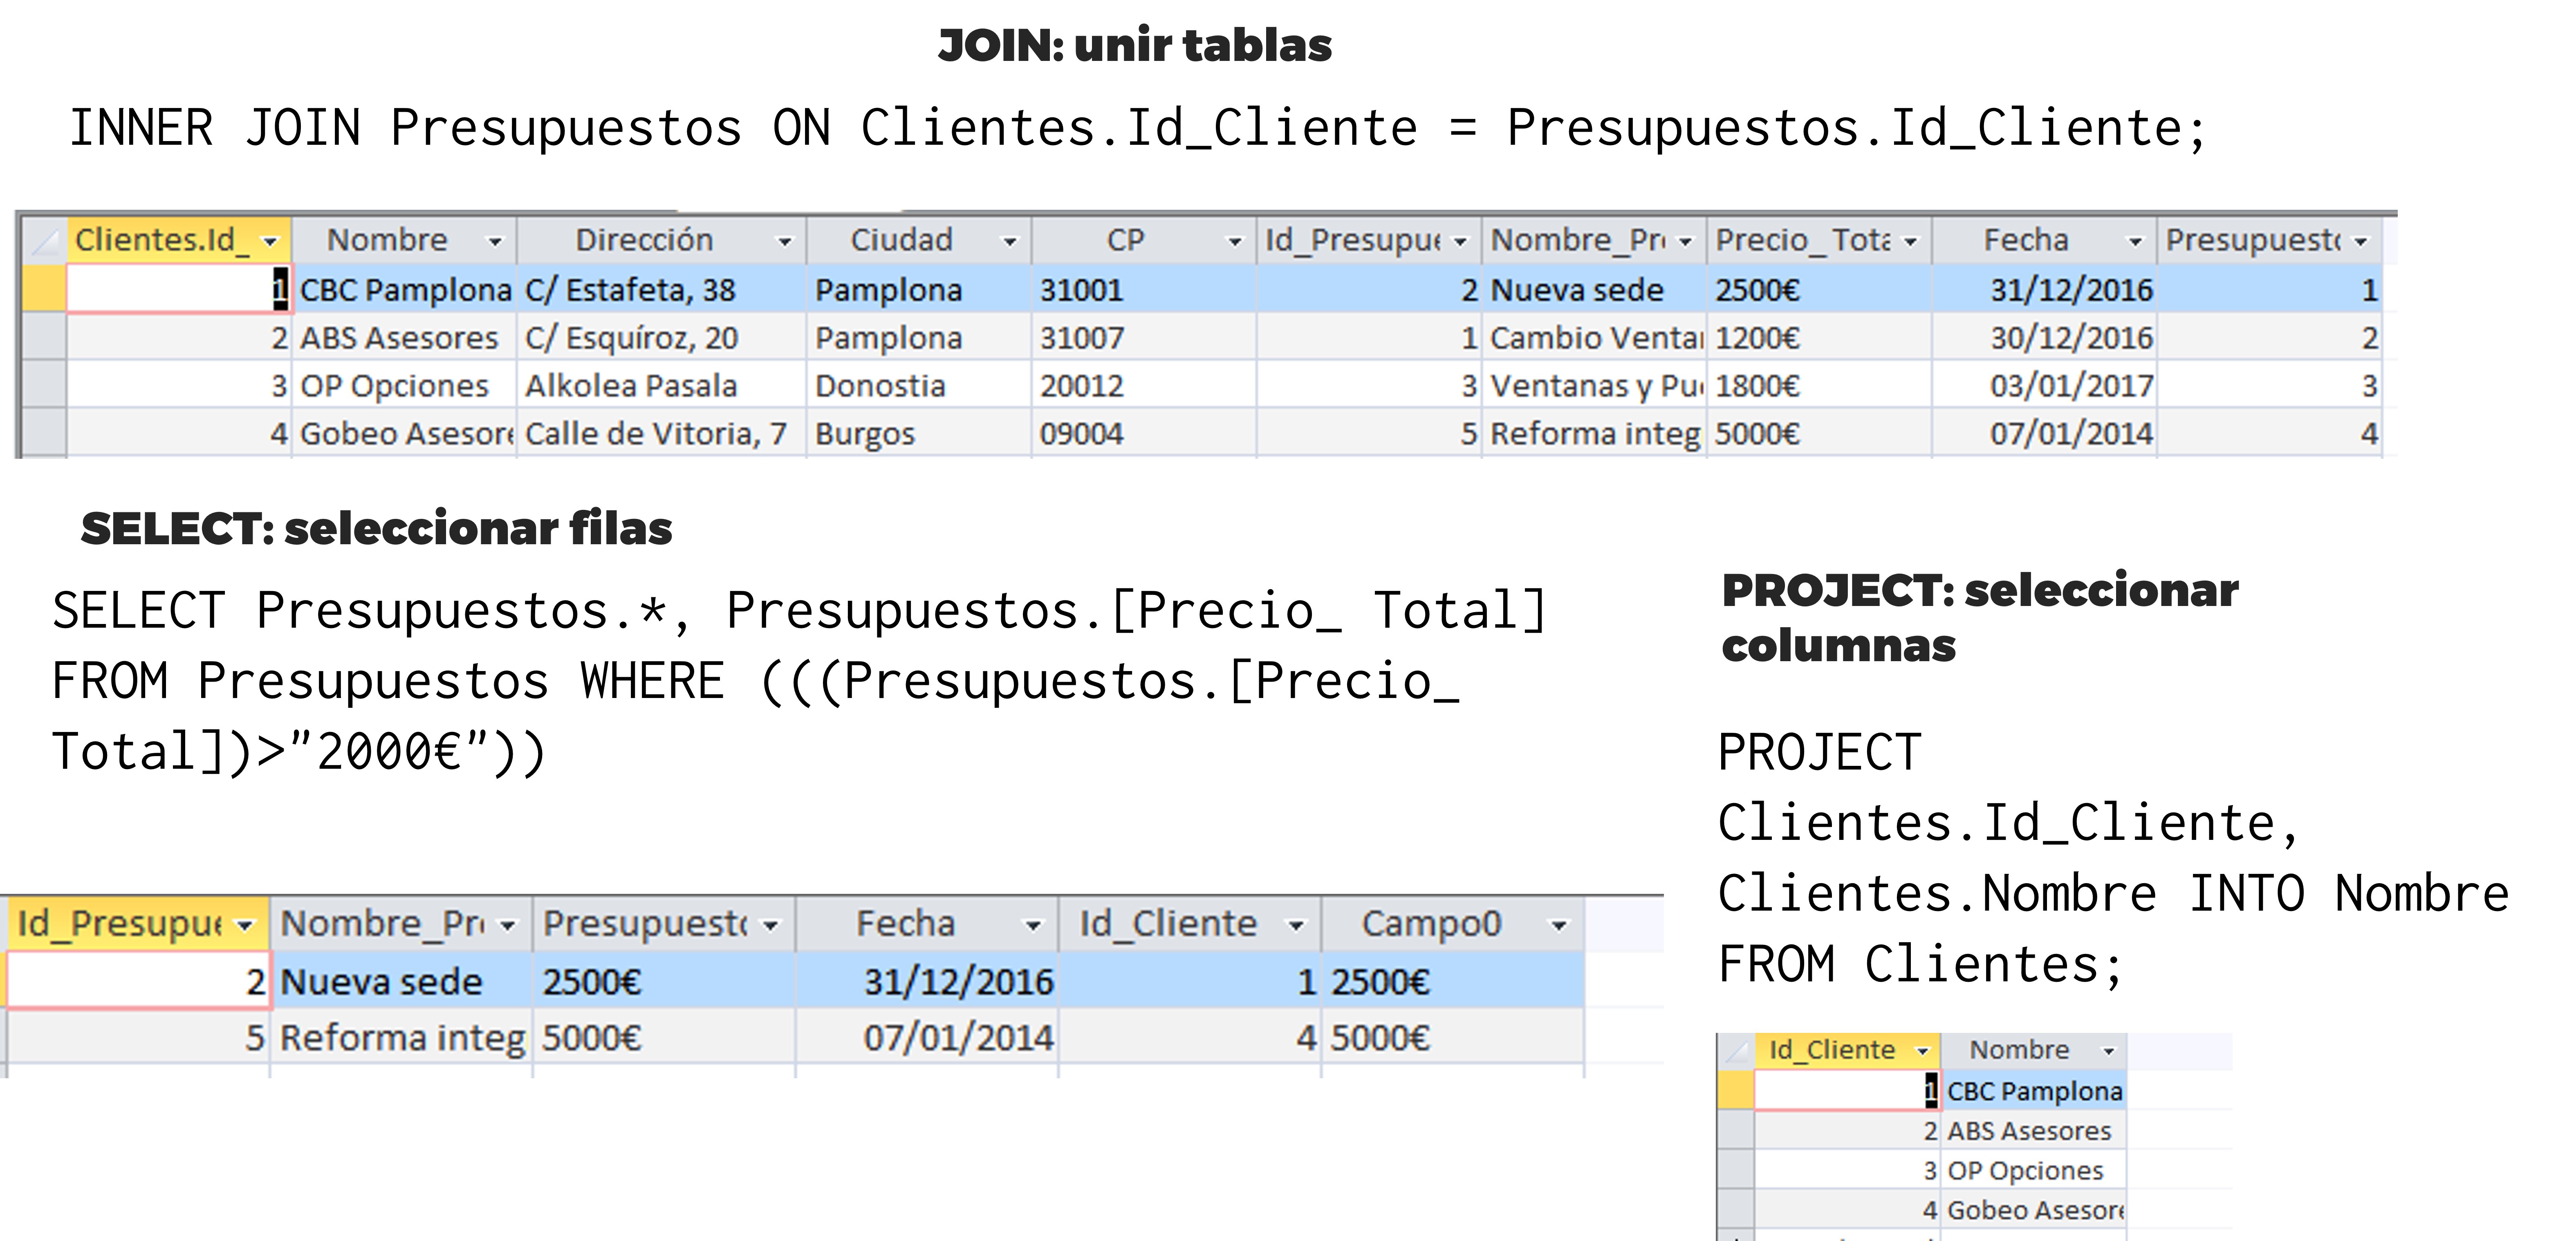 JOIN: unir tablas
INNER JOIN Presupuestos ON Clientes.Id_Cliente = Presupuestos.Id_Cliente;
Clientes.Id_ Nombre Dirección Ciudad CP Id_Presupue Nombre_Pr Precio_Tota Fecha Presupuesto
1 CBC Pamplona C/ Estafeta, 38 Pamplona 31001 2 Nueva sede 2500€ 31/12/2016 1
2 ABS Asesores C/ Esquíroz, 20 Pamplona 31007 1 Cambio Venta 1200€ 30/12/2016 2
3 OP Opciones Alkolea Pasala Donostia 20012 3 Ventanas y Pu 1800€ 03/01/2017 3
4 Gobeo Asesore Calle de Vitoria, 7 Burgos 09004 5 Reforma integ 5000€ 07/01/2014 4
SELECT: seleccionar filas
SELECT Presupuestos.*, Presupuestos.[Precio_ Total]
FROM Presupuestos WHERE (((Presupuestos.[Precio_
Total])>"2000€"))
Id_Presupue Nombre_Pr Presupuesto Fecha Id_Cliente Campo0
2 Nueva sede 2500€ 31/12/2016 1 2500€
5 Reforma integ 5000€ 07/01/2014 4 5000€
PROJECT: seleccionar
columnas
PROJECT
Clientes.Id_Cliente,
Clientes.Nombre INTO Nombre
FROM Clientes;
Id_Cliente Nombre
1 CBC Pamplona
2 ABS Asesores
3 OP Opciones
4 Gobeo Asesore